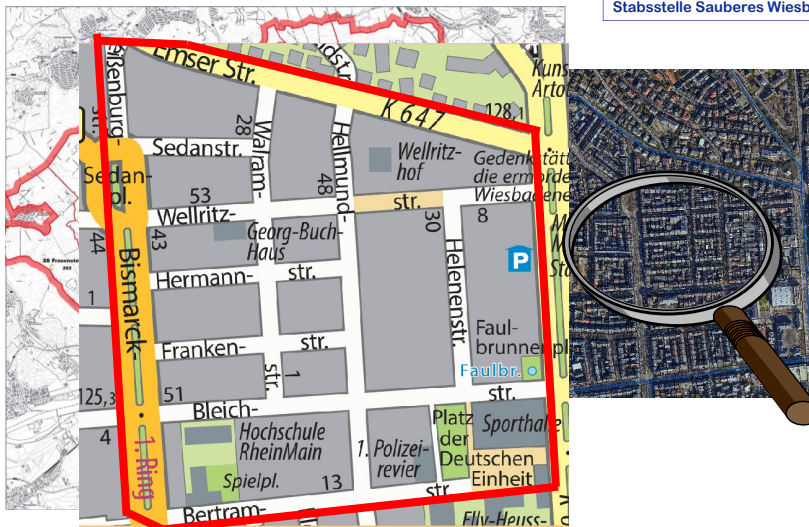 Stabsstelle Sauberes Wiesb
Emser Str.
K 647
128,1
Kuns
Arto
28
Sedanstr.
Walram-
Hellmund-
Wellritz-
hof
Gedenkstätt
die ermorde
Wiesbadene
Sedan-
pl.
53
48
Wellritz-
str.
30
8
44
43
Georg-Buch-
Haus
Bismarck-
Helenenstr.
P
Hermann-
str.
1
Franken-
str.
Faul-
brunnenpl
Faulbr.
str.
1
125,3
51
Bleich-
str.
4
1. Ring
Hochschule
RheinMain
Spielpl.
13
1. Polizei-
revier
Platz
der
Deutschen
Einheit
Sporthalle
str.
Bertram-
Elly-Heuss-